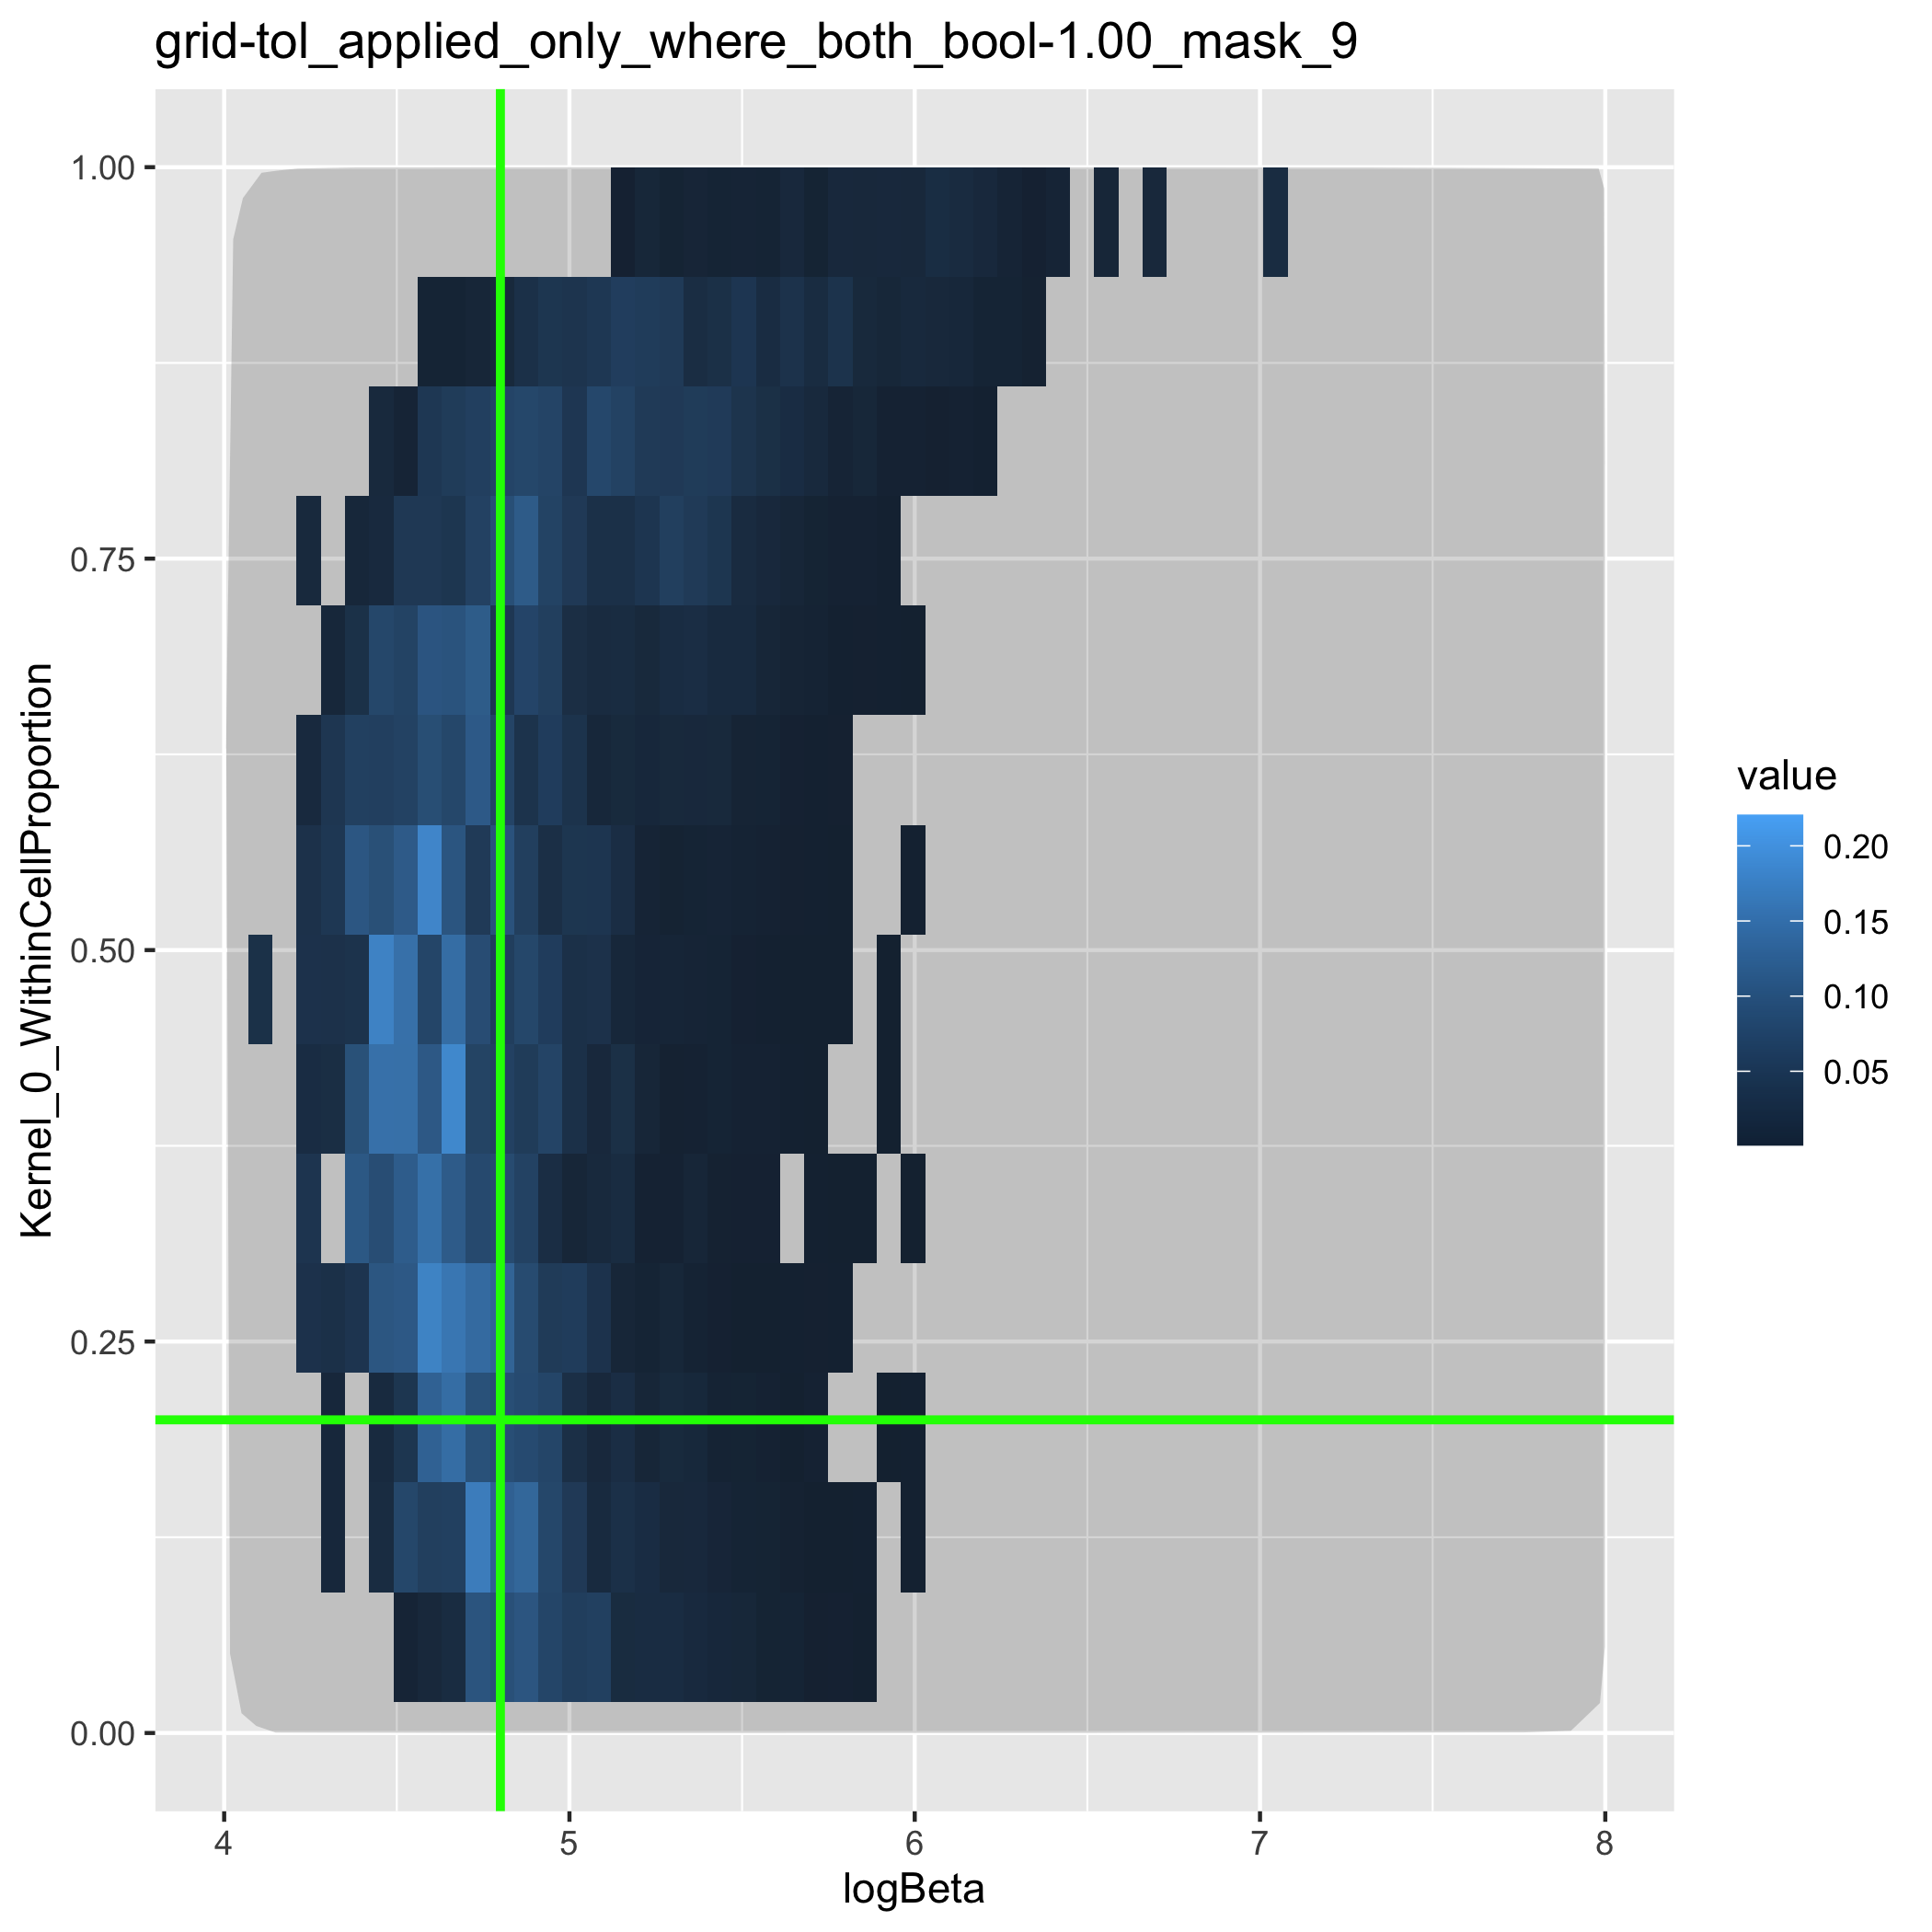 grid-tol_applied_only_where_both_bool-1.00_mask_9
Kernel_0_WithinCellProportion
1.00
0.75
0.50
0.25
0.00
4 5 6 7 8
logBeta
value
0.20
0.15
0.10
0.05